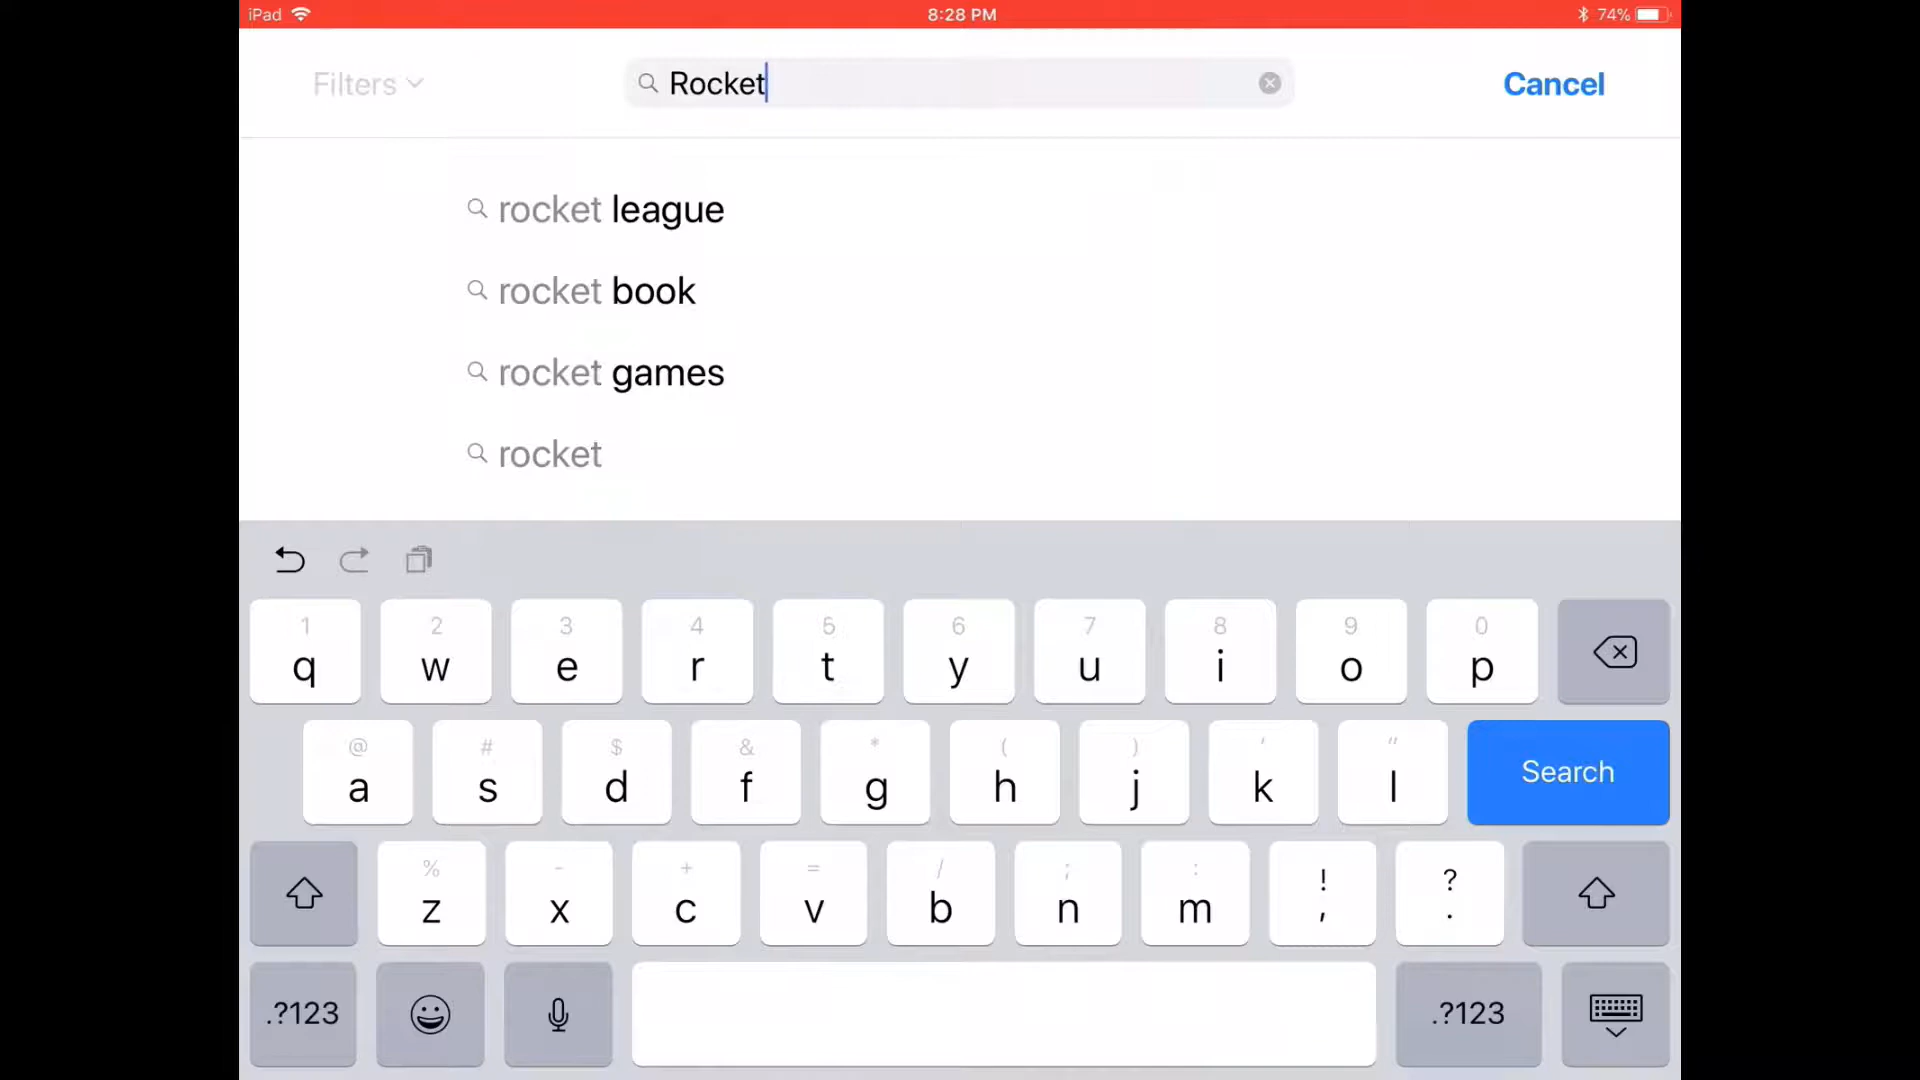 iPad 8:28 PM 74%
Filters Rocket Cancel
rocket league
rocket book
rocket games
rocket
1 2 3 4 5 6 7 8 9 0
q w e r t y u i o p
@ # $ & * ( ) ' "
a s d f g h j k l Search
% - + = / ; : ! ?
z x c v b n m , .
.?123 .?123